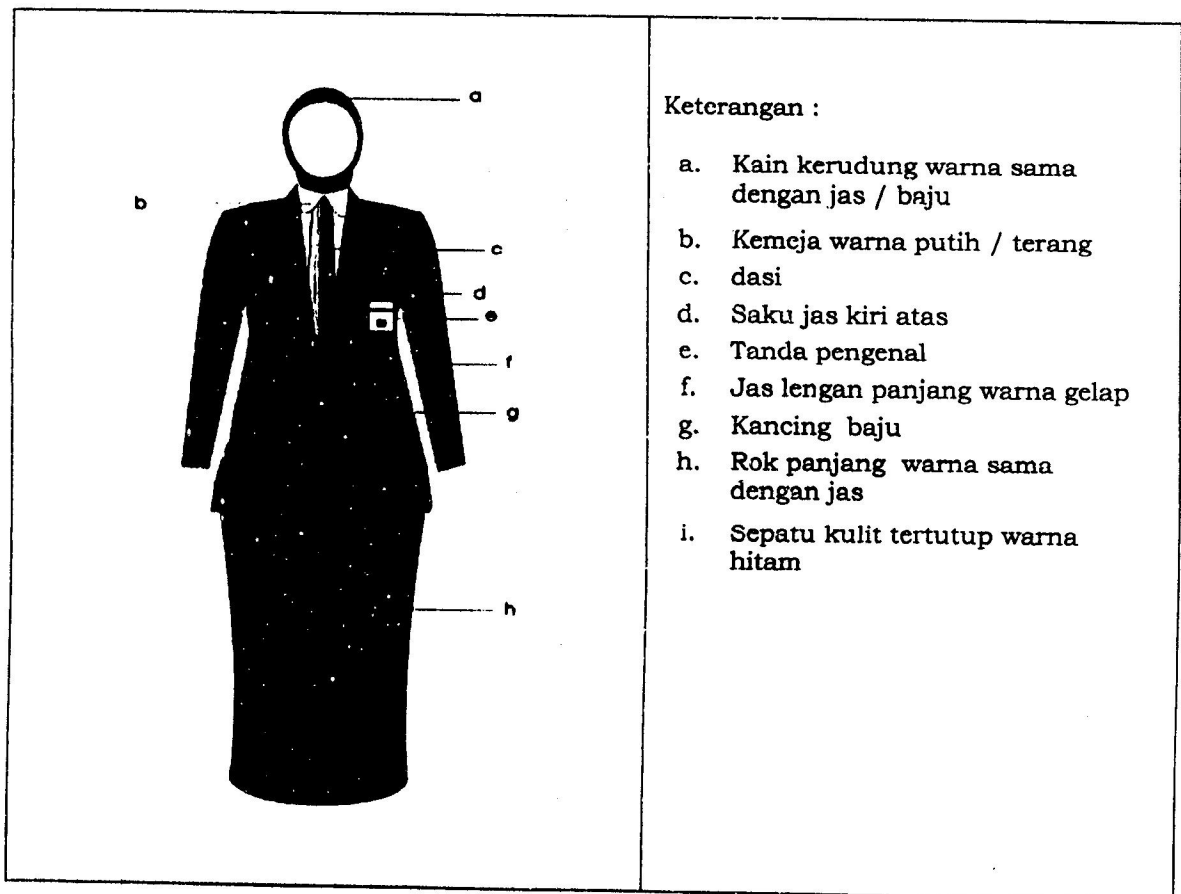 a
b
c
d
e
f
g
h
Keterangan :
a. Kain kerudung warna sama
dengan jas / baju
b. Kemeja warna putih / terang
c. dasi
d. Saku jas kiri atas
e. Tanda pengenal
f. Jas lengan panjang warna gelap
g. Kancing baju
h. Rok panjang warna sama
dengan jas
i. Sepatu kulit tertutup warna
hitam